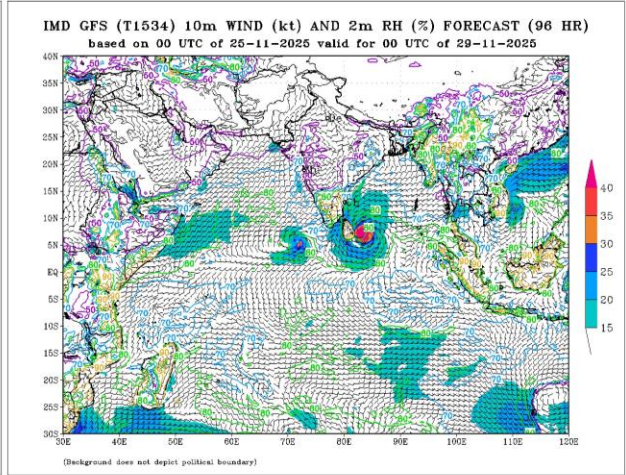 IMD GFS (T1534) 10m WIND (kt) AND 2m RH (%) FORECAST (96 HR)
based on 00 UTC of 25-11-2025 valid for 00 UTC of 29-11-2025
40N
35N
30N
25N
20N
15N
10N
5N
EQ
5S
10S
15S
20S
25S
30S
30E 40E 50E 60E 70E 80E 90E 100E 110E 120E
40
35
30
25
20
15
(Background does not depict political boundary)